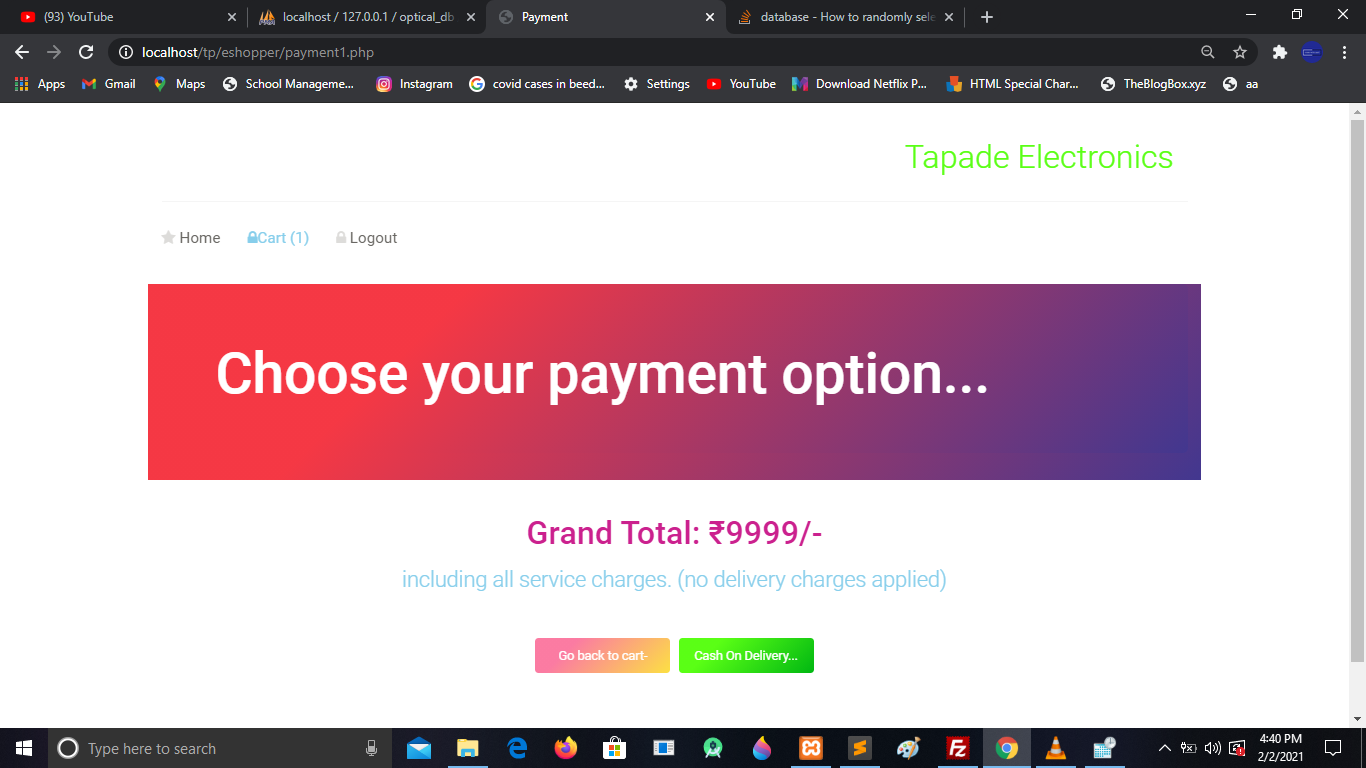 (93) YouTube
localhost / 127.0.0.1 / optical_db
Payment
database - How to randomly sele
localhost/tp/eshopper/payment1.php
Apps
Gmail
Maps
School Manageme...
Instagram
covid cases in beed...
Settings
YouTube
Download Netflix P...
HTML Special Char...
TheBlogBox.xyz
aa
Tapade Electronics
Home
Cart (1)
Logout
Choose your payment option...
Grand Total: ₹9999/-
including all service charges. (no delivery charges applied)
Go back to cart-
Cash On Delivery...
Type here to search
4:40 PM
2/2/2021